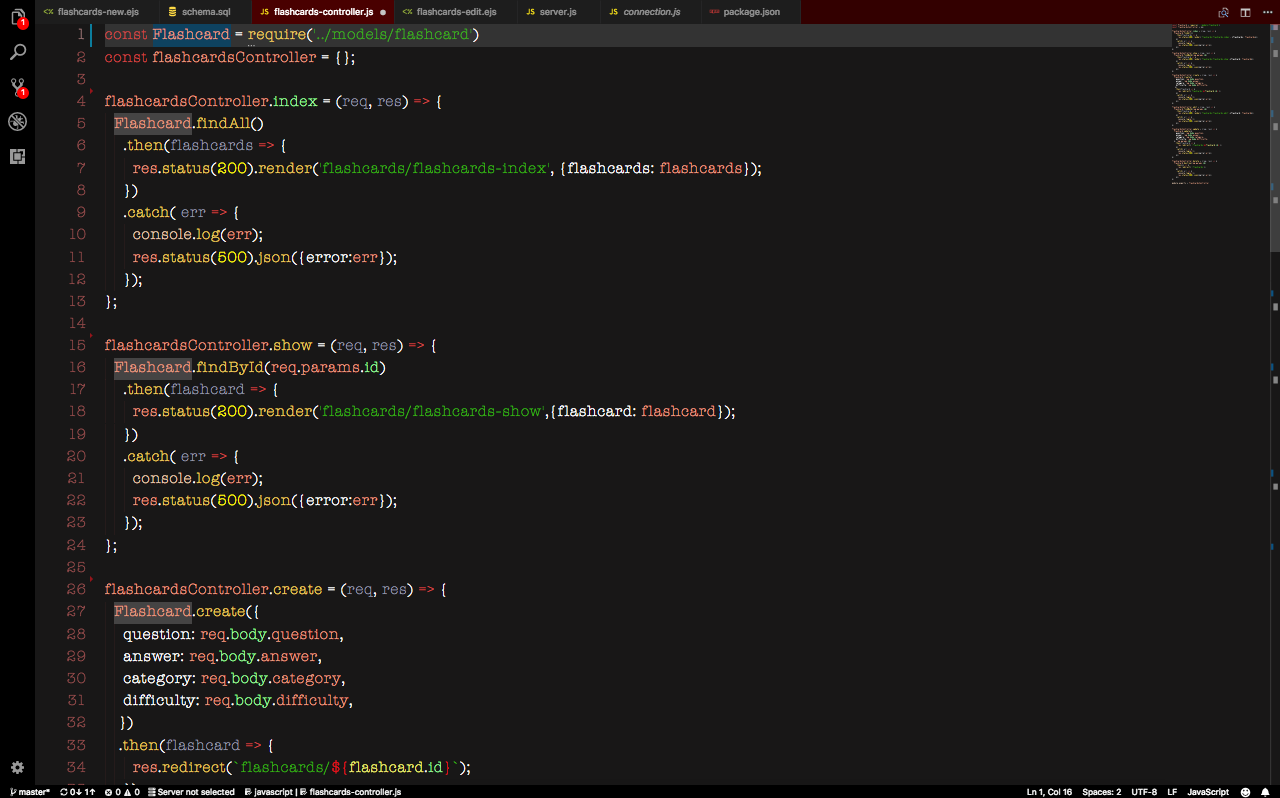 flashcards-new.ejs schema.sql JS flashcards-controller.js flashcards-edit.ejs JS server.js JS connection.js package.json
1 const Flashcard = require('../models/flashcard')
2 const flashcardsController = {};
3
4 flashcardsController.index = (req, res) => {
5 Flashcard.findAll()
6 .then(flashcards => {
7 res.status(200).render('flashcards/flashcards-index', {flashcards: flashcards});
8 })
9 .catch( err => {
10 console.log(err);
11 res.status(500).json({error:err});
12 });
13 };
14
15 flashcardsController.show = (req, res) => {
16 Flashcard.findById(req.params.id)
17 .then(flashcard => {
18 res.status(200).render('flashcards/flashcards-show',{flashcard: flashcard});
19 })
20 .catch( err => {
21 console.log(err);
22 res.status(500).json({error:err});
23 });
24 };
25
26 flashcardsController.create = (req, res) => {
27 Flashcard.create({
28 question: req.body.question,
29 answer: req.body.answer,
30 category: req.body.category,
31 difficulty: req.body.difficulty,
32 })
33 .then(flashcard => {
34 res.redirect(`flashcards/${flashcard.id}`);
1
1
master* 0↓ 1↑ 0 0 Server not selected javascript | flashcards-controller.js Ln 1, Col 16 Spaces: 2 UTF-8 LF JavaScript